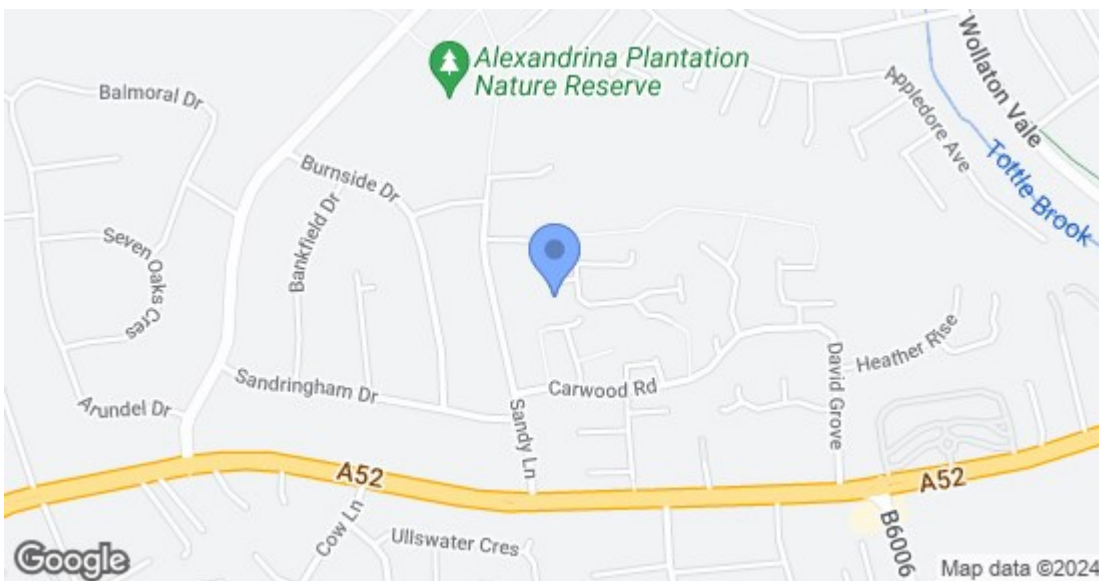 Alexandrina Plantation
Nature Reserve
Wollaton Vale
Balmoral Dr
Appledore Ave
Tottle Brook
Burnside Dr
Bankfield Dr
Seven Oaks Cres
Heather Rise
David Grove
Carwood Rd
Sandringham Dr
Arundel Dr
Sandy Ln
A52
A52
Cow Ln
Ullswater Cres
B6006
Google
Map data ©2024